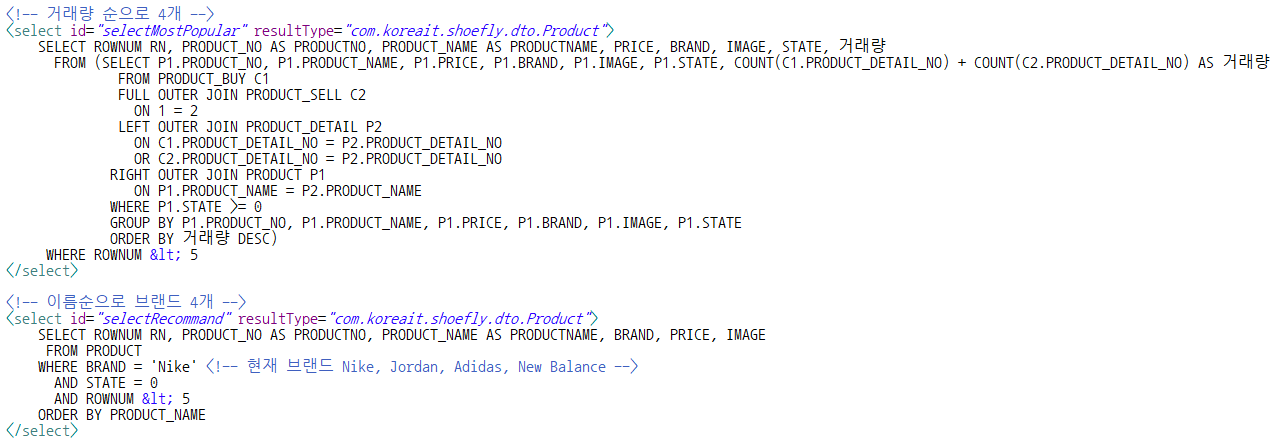 <!-- 거래량 순으로 4개 -->
<select id="selectMostPopular" resultType="com.koreait.shoefly.dto.Product">
SELECT ROWNUM RN, PRODUCT_NO AS PRODUCTNO, PRODUCT_NAME AS PRODUCTNAME, PRICE, BRAND, IMAGE, STATE, 거래량
FROM (SELECT P1.PRODUCT_NO, P1.PRODUCT_NAME, P1.PRICE, P1.BRAND, P1.IMAGE, P1.STATE, COUNT(C1.PRODUCT_DETAIL_NO) + COUNT(C2.PRODUCT_DETAIL_NO) AS 거래량
FROM PRODUCT_BUY C1
FULL OUTER JOIN PRODUCT_SELL C2
ON 1 = 2
LEFT OUTER JOIN PRODUCT_DETAIL P2
ON C1.PRODUCT_DETAIL_NO = P2.PRODUCT_DETAIL_NO
OR C2.PRODUCT_DETAIL_NO = P2.PRODUCT_DETAIL_NO
RIGHT OUTER JOIN PRODUCT P1
ON P1.PRODUCT_NAME = P2.PRODUCT_NAME
WHERE P1.STATE >= 0
GROUP BY P1.PRODUCT_NO, P1.PRODUCT_NAME, P1.PRICE, P1.BRAND, P1.IMAGE, P1.STATE
ORDER BY 거래량 DESC)
WHERE ROWNUM &lt; 5
</select>
<!-- 이름순으로 브랜드 4개 -->
<select id="selectRecommand" resultType="com.koreait.shoefly.dto.Product">
SELECT ROWNUM RN, PRODUCT_NO AS PRODUCTNO, PRODUCT_NAME AS PRODUCTNAME, BRAND, PRICE, IMAGE
FROM PRODUCT
WHERE BRAND = 'Nike' <!-- 현재 브랜드 Nike, Jordan, Adidas, New Balance -->
AND STATE = 0
AND ROWNUM &lt; 5
ORDER BY PRODUCT_NAME
</select>